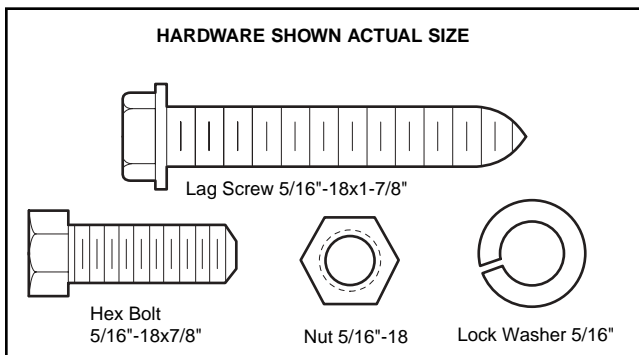 HARDWARE SHOWN ACTUAL SIZE
Lag Screw 5/16"-18x1-7/8"
Hex Bolt
5/16"-18x7/8"
Nut 5/16"-18
Lock Washer 5/16"